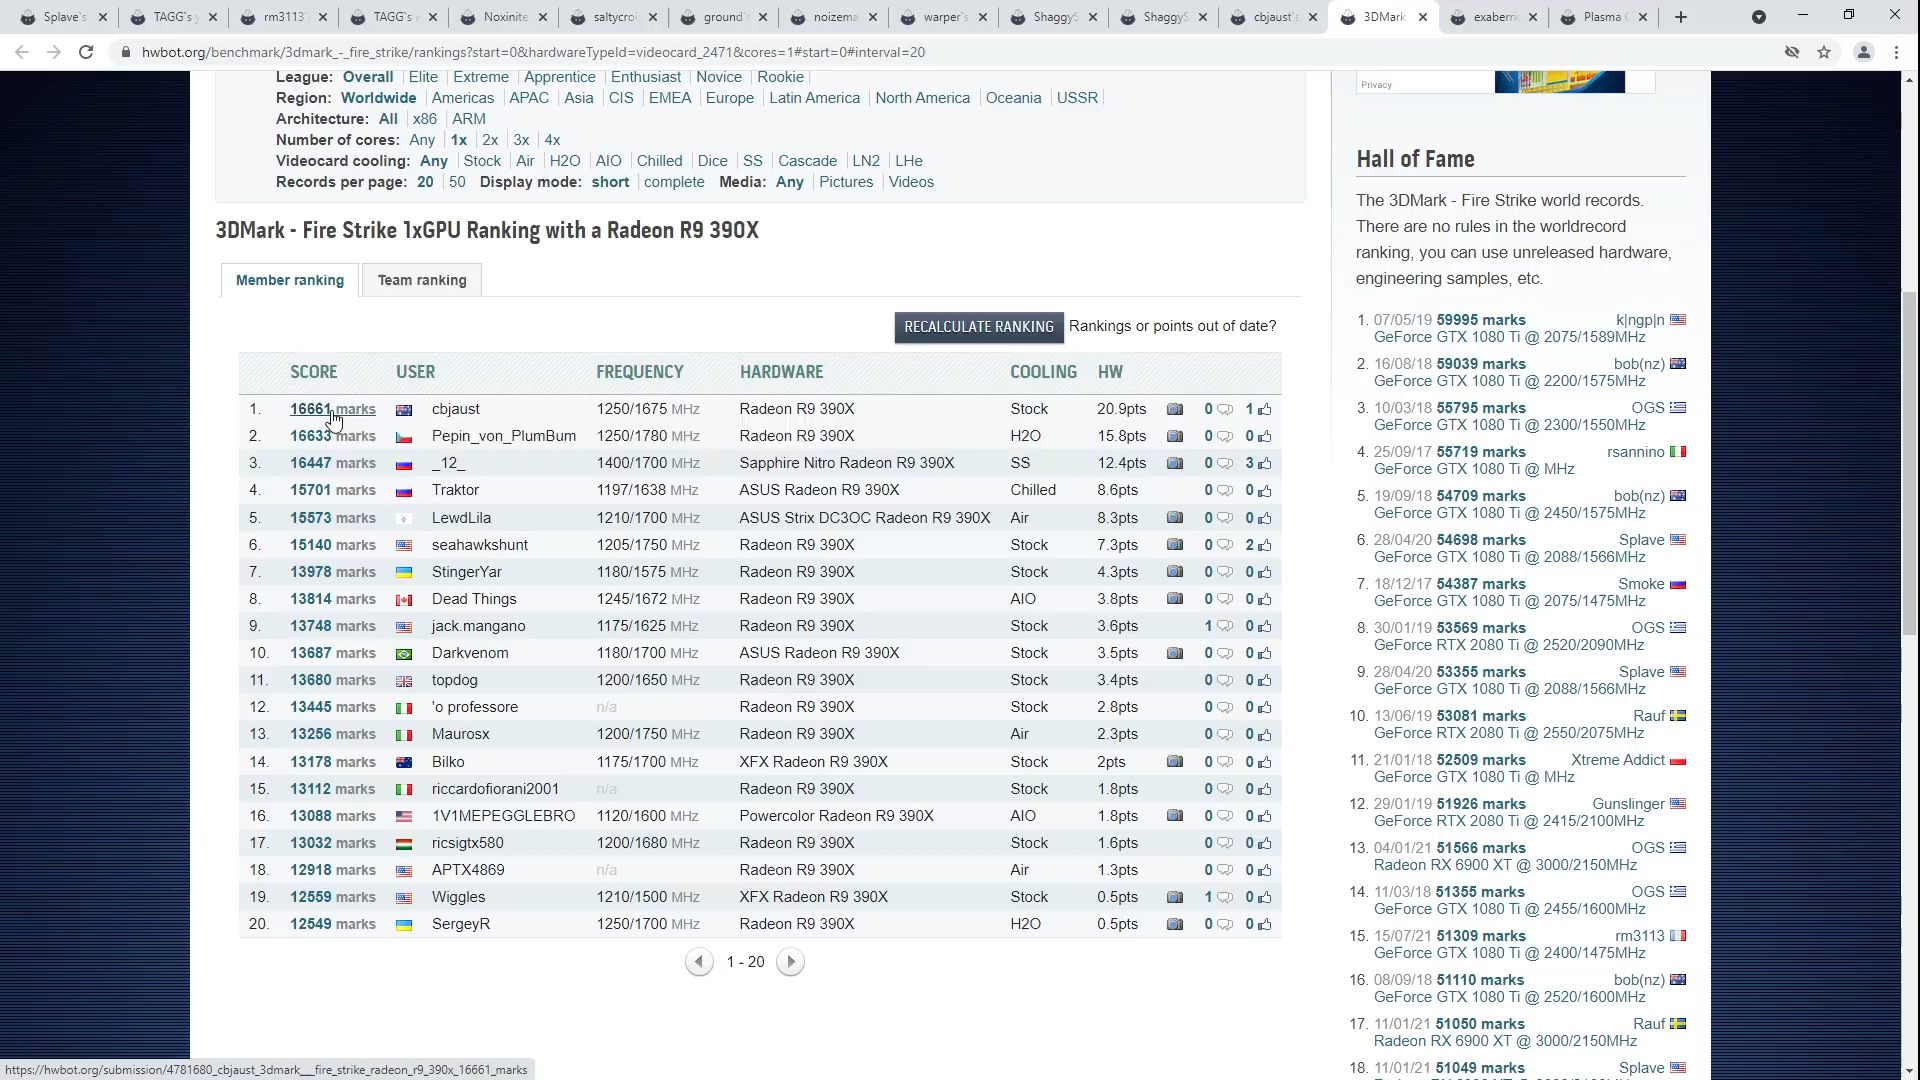 Splave`s
TAGG`s y
rm3113`
TAGG`s v
Noxinite
saltycroi
ground`
noizema
warper`s
ShaggyS
ShaggyS
cbjaust`s
3DMark
exaberri
Plasma C
hwbot.org/benchmark/3dmark_-_fire_strike/rankings?start=0&hardwareTypeId=videocard_2471&cores=1#start=0#interval=20
League: Overall Elite Extreme Apprentice Enthusiast Novice Rookie
Region: Worldwide Americas APAC Asia CIS EMEA Europe Latin America North America Oceania USSR
Architecture: All x86 ARM
Number of cores: Any 1x 2x 3x 4x
Videocard cooling: Any Stock Air H2O AIO Chilled Dice SS Cascade LN2 LHe
Records per page: 20 50 Display mode: short complete Media: Any Pictures Videos
3DMark - Fire Strike 1xGPU Ranking with a Radeon R9 390X
Member ranking Team ranking
RECALCULATE RANKING Rankings or points out of date?
SCORE USER FREQUENCY HARDWARE COOLING HW
1. 16661 marks cbjaust 1250/1675 MHz Radeon R9 390X Stock 20.9pts 0 1
2. 16633 marks Pepin_von_PlumBum 1250/1780 MHz Radeon R9 390X H2O 15.8pts 0 0
3. 16447 marks _12_ 1400/1700 MHz Sapphire Nitro Radeon R9 390X SS 12.4pts 0 3
4. 15701 marks Traktor 1197/1638 MHz ASUS Radeon R9 390X Chilled 8.6pts 0 0
5. 15573 marks LewdLila 1210/1700 MHz ASUS Strix DC3OC Radeon R9 390X Air 8.3pts 0 0
6. 15140 marks seahawkshunt 1205/1750 MHz Radeon R9 390X Stock 7.3pts 0 2
7. 13978 marks StingerYar 1180/1575 MHz Radeon R9 390X Stock 4.3pts 0 0
8. 13814 marks Dead Things 1245/1672 MHz Radeon R9 390X AIO 3.8pts 0 0
9. 13748 marks jack.mangano 1175/1625 MHz Radeon R9 390X Stock 3.6pts 1 0
10. 13687 marks Darkvenom 1180/1700 MHz ASUS Radeon R9 390X Stock 3.5pts 0 0
11. 13680 marks topdog 1200/1650 MHz Radeon R9 390X Stock 3.4pts 0 0
12. 13445 marks 'o professore n/a Radeon R9 390X Stock 2.8pts 0 0
13. 13256 marks Maurosx 1200/1750 MHz Radeon R9 390X Air 2.3pts 0 0
14. 13178 marks Bilko 1175/1700 MHz XFX Radeon R9 390X Stock 2pts 0 0
15. 13112 marks riccardofiorani2001 n/a Radeon R9 390X Stock 1.8pts 0 0
16. 13088 marks 1V1MEPEGGLEBRO 1120/1600 MHz Powercolor Radeon R9 390X AIO 1.8pts 0 0
17. 13032 marks ricsigtx580 1200/1680 MHz Radeon R9 390X Stock 1.6pts 0 0
18. 12918 marks APTX4869 n/a Radeon R9 390X Air 1.3pts 0 0
19. 12559 marks Wiggles 1210/1500 MHz XFX Radeon R9 390X Stock 0.5pts 1 0
20. 12549 marks SergeyR 1250/1700 MHz Radeon R9 390X H2O 0.5pts 0 0
1 - 20
Privacy
Hall of Fame
The 3DMark - Fire Strike world records.
There are no rules in the worldrecord
ranking, you can use unreleased hardware,
engineering samples, etc.
1. 07/05/19 59995 marks k|ngp|n
GeForce GTX 1080 Ti @ 2075/1589MHz
2. 16/08/18 59039 marks bob(nz)
GeForce GTX 1080 Ti @ 2200/1575MHz
3. 10/03/18 55795 marks OGS
GeForce GTX 1080 Ti @ 2300/1550MHz
4. 25/09/17 55719 marks rsannino
GeForce GTX 1080 Ti @ MHz
5. 19/09/18 54709 marks bob(nz)
GeForce GTX 1080 Ti @ 2450/1575MHz
6. 28/04/20 54698 marks Splave
GeForce GTX 1080 Ti @ 2088/1566MHz
7. 18/12/17 54387 marks Smoke
GeForce GTX 1080 Ti @ 2075/1475MHz
8. 30/01/19 53569 marks OGS
GeForce RTX 2080 Ti @ 2520/2090MHz
9. 28/04/20 53355 marks Splave
GeForce GTX 1080 Ti @ 2088/1566MHz
10. 13/06/19 53081 marks Rauf
GeForce RTX 2080 Ti @ 2550/2075MHz
11. 21/01/18 52509 marks Xtreme Addict
GeForce GTX 1080 Ti @ MHz
12. 29/01/19 51926 marks Gunslinger
GeForce RTX 2080 Ti @ 2415/2100MHz
13. 04/01/21 51566 marks OGS
Radeon RX 6900 XT @ 3000/2150MHz
14. 11/03/18 51355 marks OGS
GeForce GTX 1080 Ti @ 2455/1600MHz
15. 15/07/21 51309 marks rm3113
GeForce GTX 1080 Ti @ 2400/1475MHz
16. 08/09/18 51110 marks bob(nz)
GeForce GTX 1080 Ti @ 2520/1600MHz
17. 11/01/21 51050 marks Rauf
Radeon RX 6900 XT @ 3000/2150MHz
18. 11/01/21 51049 marks Splave
https://hwbot.org/submission/4781680_cbjaust_3dmark___fire_strike_radeon_r9_390x_16661_marks